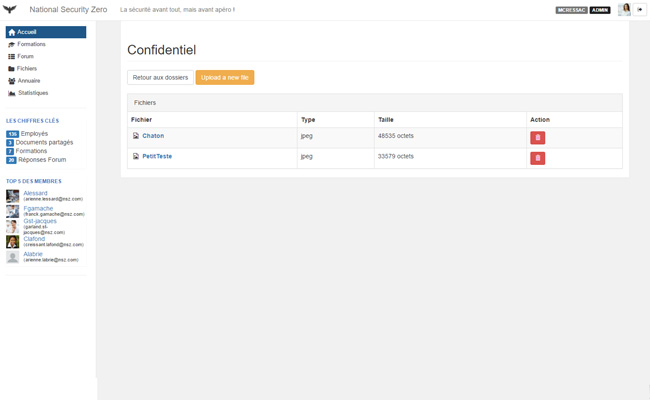 National Security Zero
La sécurité avant tout, mais avant apéro !
MCRESSAC ADMIN
Accueil
Formations
Forum
Fichiers
Annuaire
Statistiques
LES CHIFFRES CLÉS
136 Employés
3 Documents partagés
7 Formations
20 Réponses Forum
TOP 5 DES MEMBRES
Alessard
(arienne.lessard@nsz.com)
Fgamache
(franck.gamache@nsz.com)
Gst-jacques
(garland.st-
jacques@nsz.com)
Clafond
(croissant.lafond@nsz.com)
Alabrie
(arienne.labrie@nsz.com)
Confidentiel
Retour aux dossiers Upload a new file
Fichiers
Fichier Type Taille Action
Chaton jpeg 48535 octets
PetitTeste jpeg 33579 octets